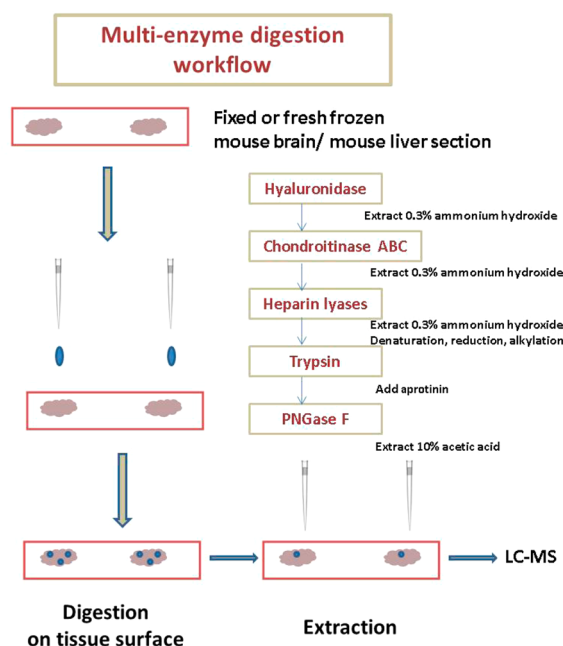 Multi-enzyme digestion
workflow
Fixed or fresh frozen
mouse brain/ mouse liver section
Hyaluronidase
Extract 0.3% ammonium hydroxide
Chondroitinase ABC
Extract 0.3% ammonium hydroxide
Heparin lyases
Extract 0.3% ammonium hydroxide
Denaturation, reduction, alkylation
Trypsin
Add aprotinin
PNGase F
Extract 10% acetic acid
LC-MS
Digestion
on tissue surface
Extraction